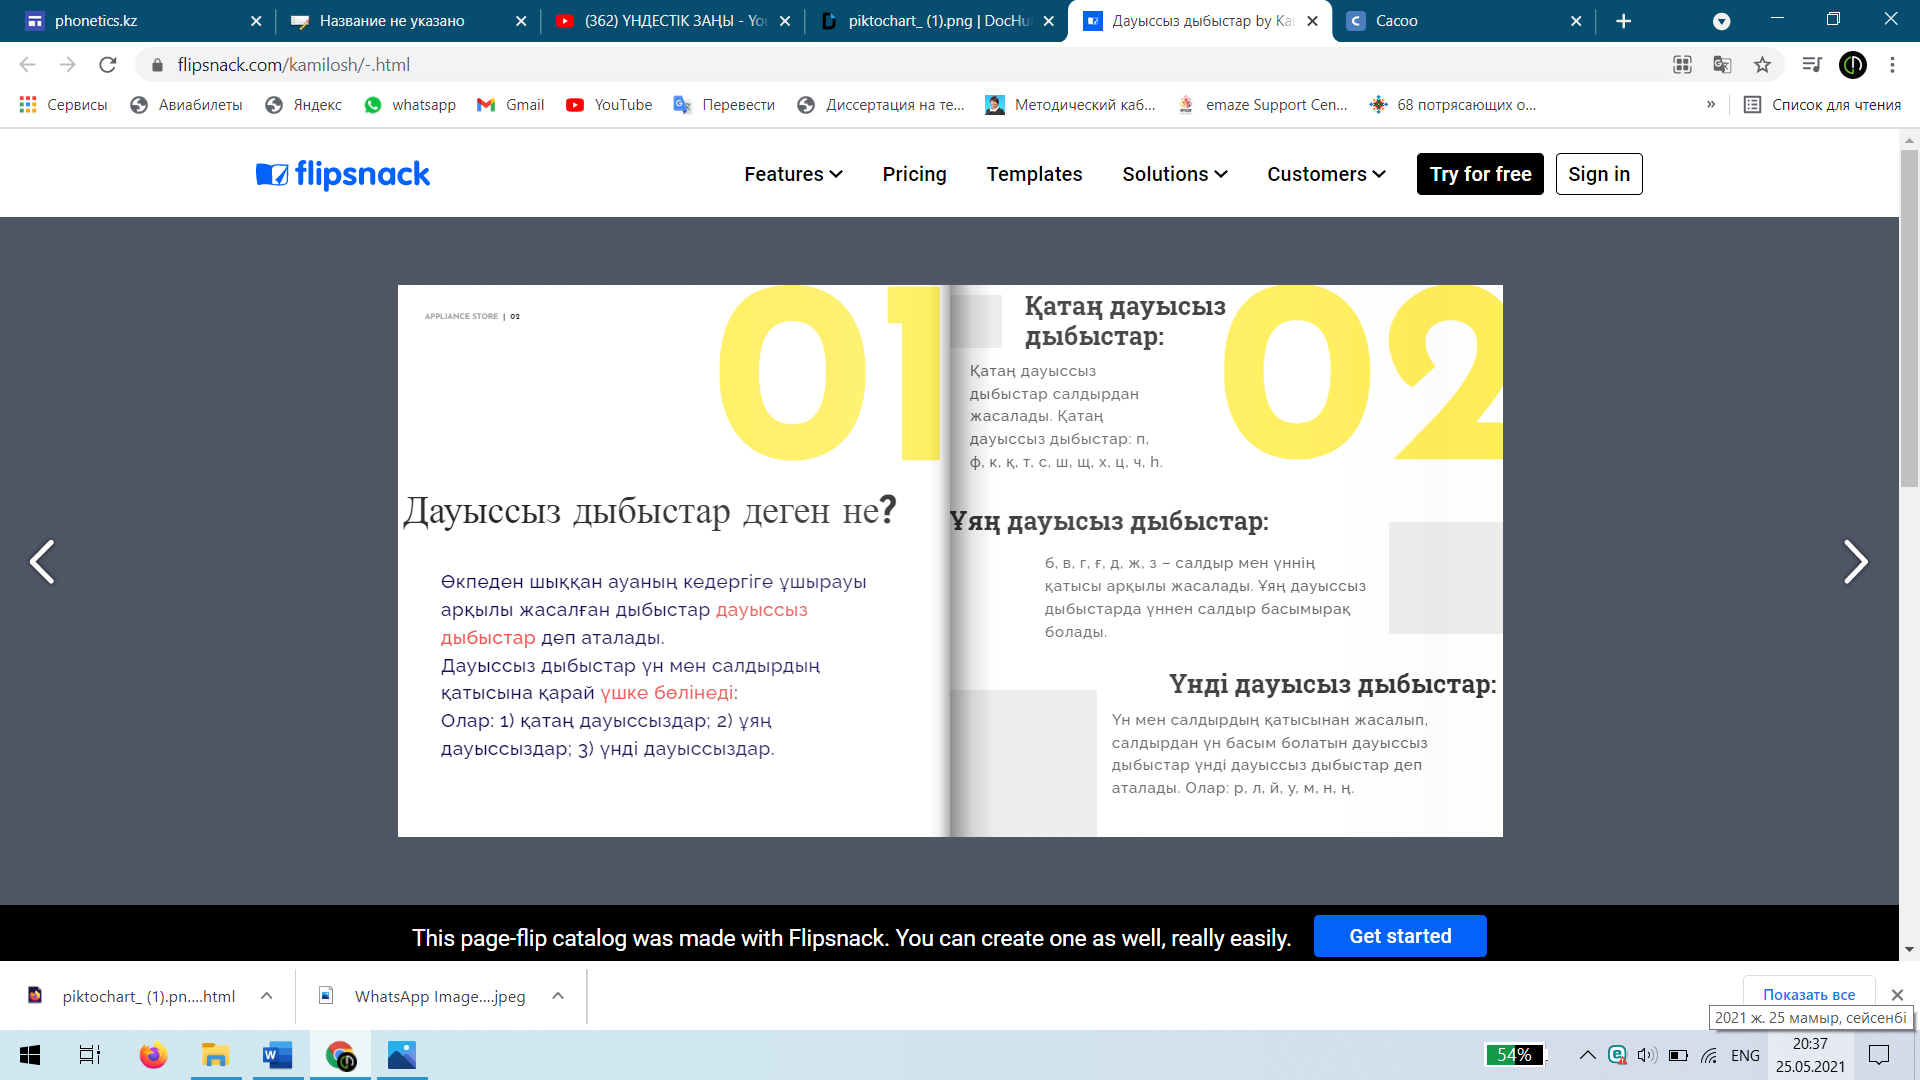 phonetics.kz
Название не указано
(362) ҮНДЕСТІК ЗАҢЫ - You
piktochart_ (1).png | DocHu
Дауыссыз дыбыстар by Kam
Cacoo
flipsnack.com/kamilosh/-.html
Сервисы
Авиабилеты
Яндекс
whatsapp
Gmail
YouTube
Перевести
Диссертация на те...
Методический каб...
emaze Support Cen...
68 потрясающих о...
»
Список для чтения
flipsnack
Features
Pricing
Templates
Solutions
Customers
Try for free
Sign in
APPLIANCE STORE | 02
01
Дауыссыз дыбыстар деген не?
Өкпеден шыққан ауаның кедергіге ұшырауы
арқылы жасалған дыбыстар дауыссыз
дыбыстар деп аталады.
Дауыссыз дыбыстар үн мен салдырдың
қатысына қарай үшке бөлінеді:
Олар: 1) қатаң дауыссыздар; 2) ұяң
дауыссыздар; 3) үнді дауыссыздар.
02
Қатаң дауысыз
дыбыстар:
Қатаң дауыссыз
дыбыстар салдырдан
жасалады. Қатаң
дауыссыз дыбыстар: п,
ф, к, қ, т, с, ш, щ, х, ц, ч, һ.
Ұяң дауысыз дыбыстар:
б, в, г, ғ, д, ж, з – салдыр мен үннің
қатысы арқылы жасалады. Ұяң дауыссыз
дыбыстарда үннен салдыр басымырақ
болады.
Үнді дауысыз дыбыстар:
Үн мен салдырдың қатысынан жасалып,
салдырдан үн басым болатын дауыссыз
дыбыстар үнді дауыссыз дыбыстар деп
аталады. Олар: р, л, й, у, м, н, ң.
This page-flip catalog was made with Flipsnack. You can create one as well, really easily.
Get started
piktochart_ (1).pn....html
WhatsApp Image....jpeg
Показать все
2021 ж. 25 мамыр, сейсенбі
54%
ENG
20:37
25.05.2021